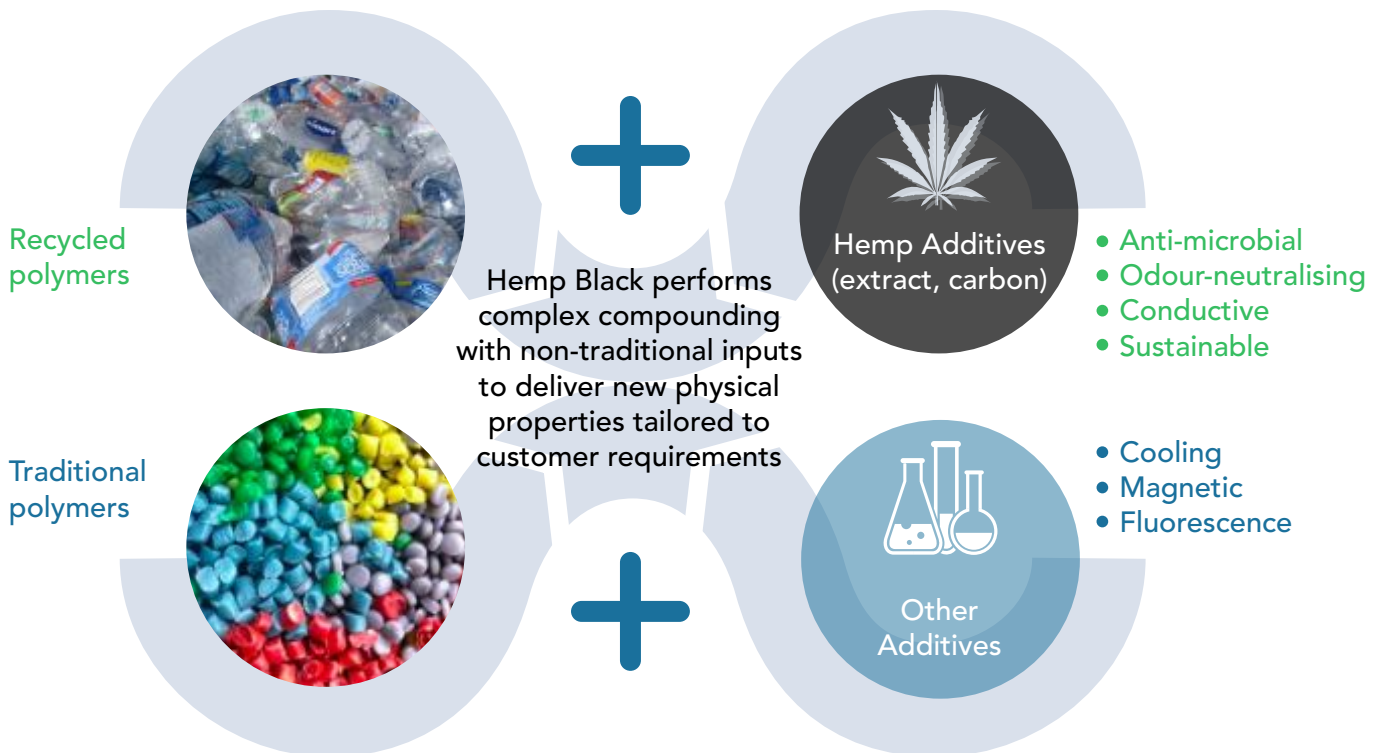 Recycled
polymers
Hemp Additives
(extract, carbon)
• Anti-microbial
• Odour-neutralising
• Conductive
• Sustainable
Hemp Black performs
complex compounding
with non-traditional inputs
to deliver new physical
properties tailored to
customer requirements
Traditional
polymers
Other
Additives
• Cooling
• Magnetic
• Fluorescence